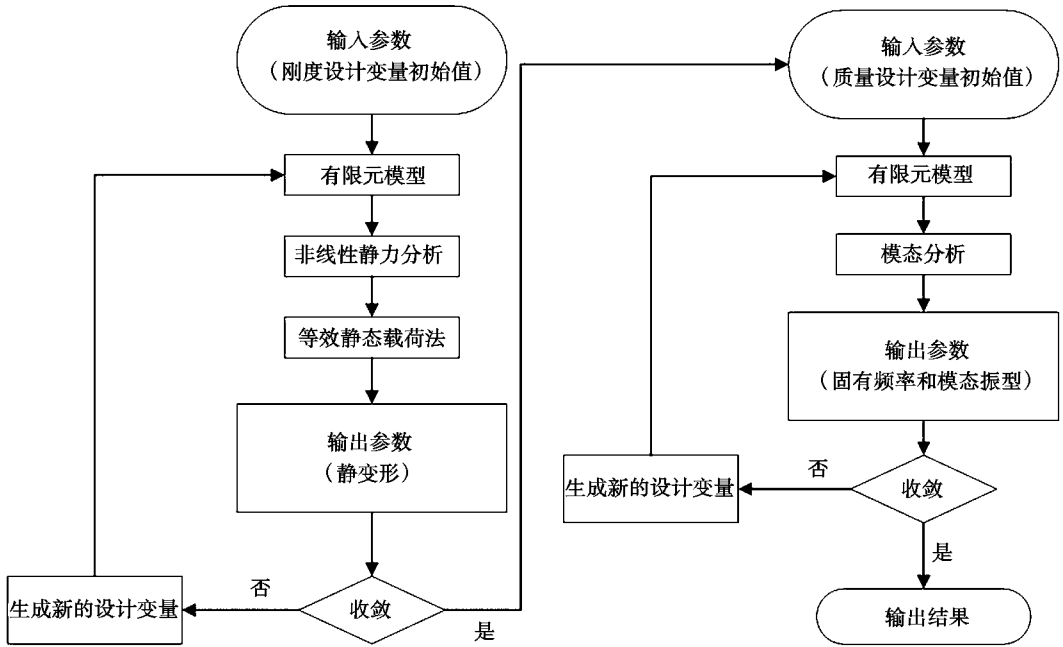 输入参数
（刚度设计变量初始值）
有限元模型
非线性静力分析
等效静态载荷法
输出参数
（静变形）
收敛
否
是
生成新的设计变量
输入参数
（质量设计变量初始值）
有限元模型
模态分析
输出参数
（固有频率和模态振型）
收敛
否
是
生成新的设计变量
输出结果